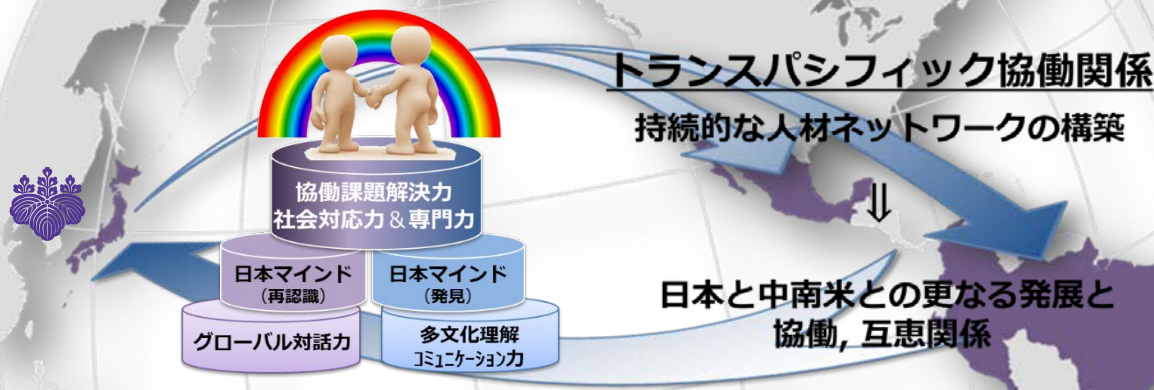 トランスパシフィック協働関係
持続的な人材ネットワークの構築
⇓
日本と中南米との更なる発展と
協働, 互恵関係
協働課題解決力
社会対応力＆専門力
日本マインド
（再認識）
日本マインド
（発見）
グローバル対話力
多文化理解
ｺﾐｭﾆｹｰｼｮﾝ力